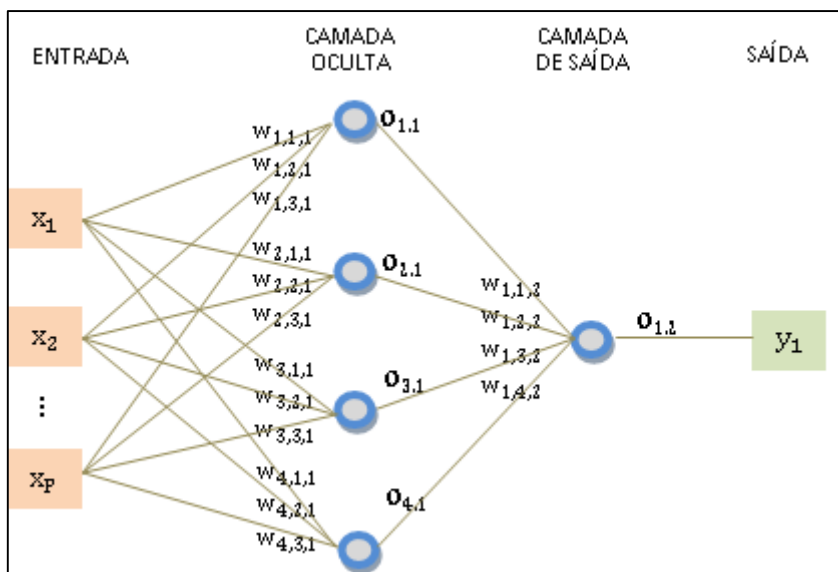 ENTRADA
CAMADA
OCULTA
CAMADA
DE SAÍDA
SAÍDA
x1
x2
⋮
xP
w1,1,1
w1,2,1
w1,3,1
w2,1,1
w2,2,1
w2,3,1
w3,1,1
w3,2,1
w3,3,1
w4,1,1
w4,2,1
w4,3,1
o1.1
o2.1
o3.1
o4.1
w1,1,2
w1,2,2
w1,3,2
w1,4,2
o1.2
y1